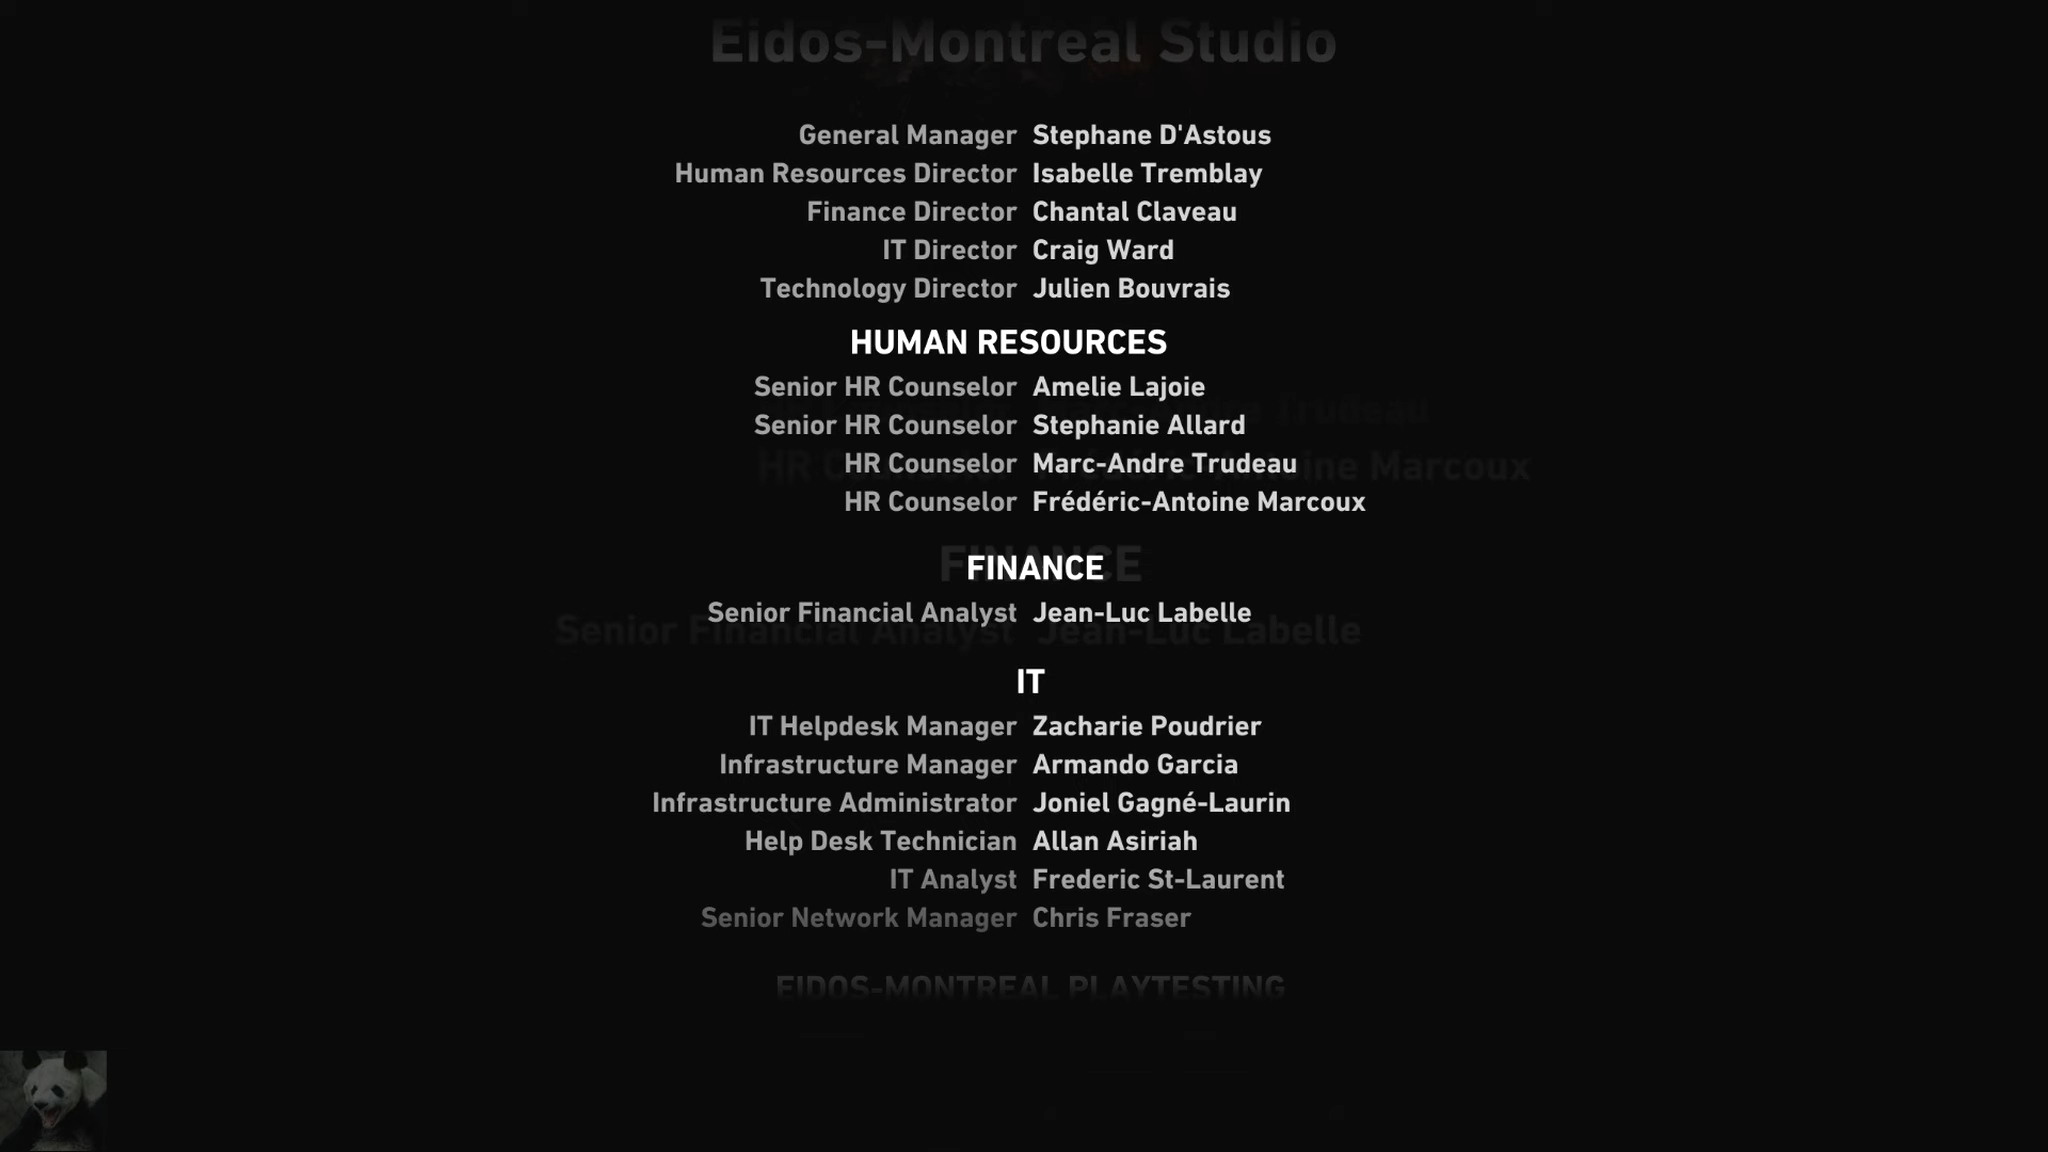 Eidos-Montreal Studio
General Manager Stephane D'Astous
Human Resources Director Isabelle Tremblay
Finance Director Chantal Claveau
IT Director Craig Ward
Technology Director Julien Bouvrais
HUMAN RESOURCES
Senior HR Counselor Amelie Lajoie
Senior HR Counselor Stephanie Allard
HR Counselor Marc-Andre Trudeau
HR Counselor Frédéric-Antoine Marcoux
FINANCE
Senior Financial Analyst Jean-Luc Labelle
IT
IT Helpdesk Manager Zacharie Poudrier
Infrastructure Manager Armando Garcia
Infrastructure Administrator Joniel Gagné-Laurin
Help Desk Technician Allan Asiriah
IT Analyst Frederic St-Laurent
Senior Network Manager Chris Fraser
EIDOS-MONTREAL PLAYTESTING